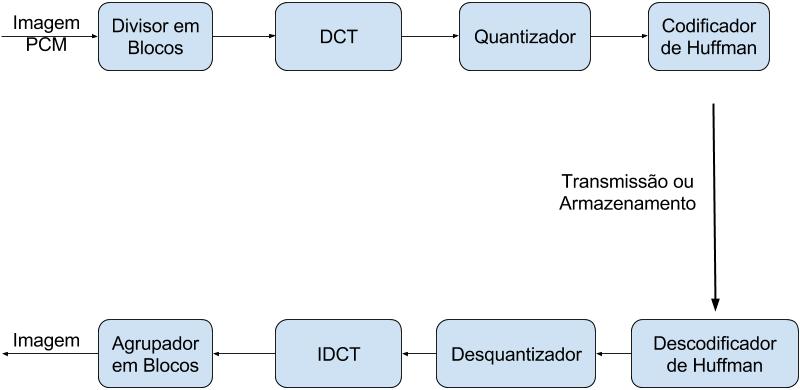 Imagem
PCM
Divisor em
Blocos
DCT
Quantizador
Codificador
de Huffman
Transmissão ou
Armazenamento
Imagem
Agrupador
em Blocos
IDCT
Desquantizador
Descodificador
de Huffman